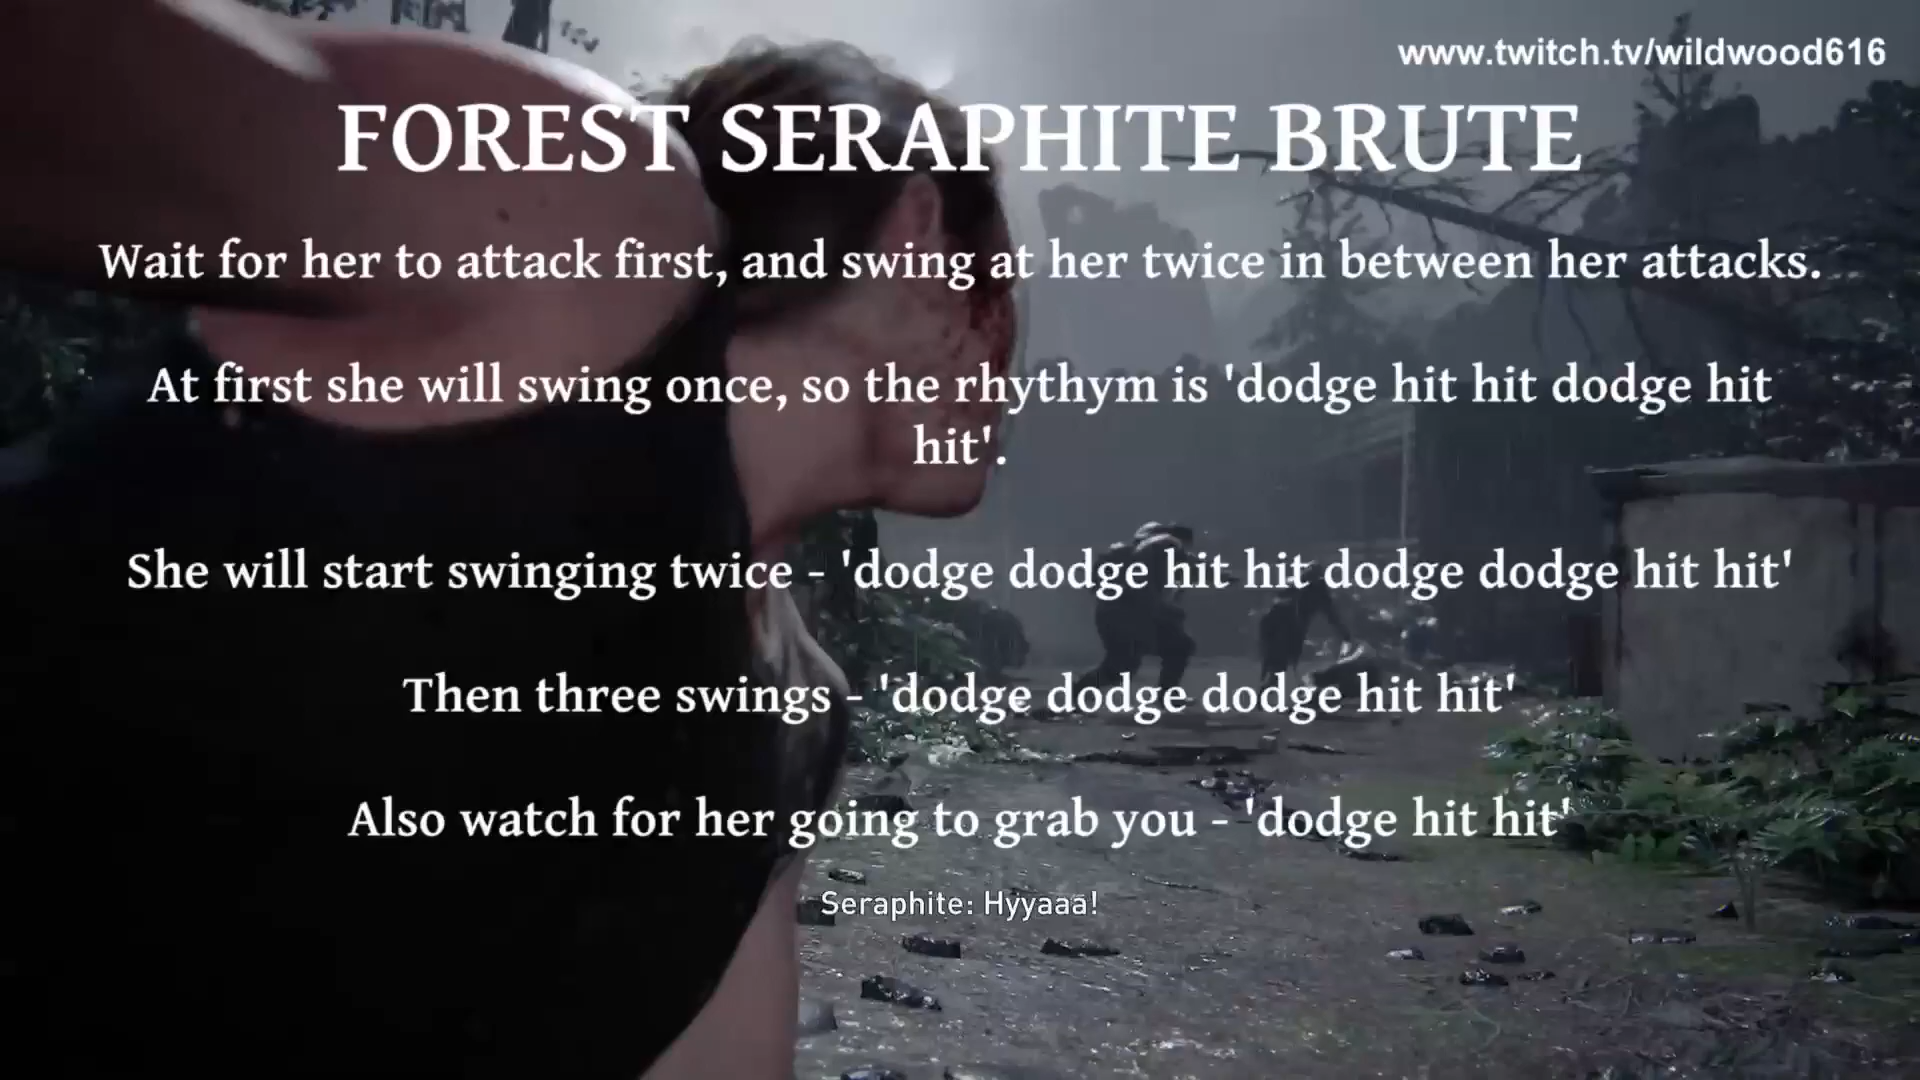 www.twitch.tv/wildwood616
FOREST SERAPHITE BRUTE
Wait for her to attack first, and swing at her twice in between her attacks.
At first she will swing once, so the rhythym is 'dodge hit hit dodge hit
hit'.
She will start swinging twice - 'dodge dodge hit hit dodge dodge hit hit'
Then three swings - 'dodge dodge dodge hit hit'
Also watch for her going to grab you - 'dodge hit hit'
Seraphite: Hyyaaa!